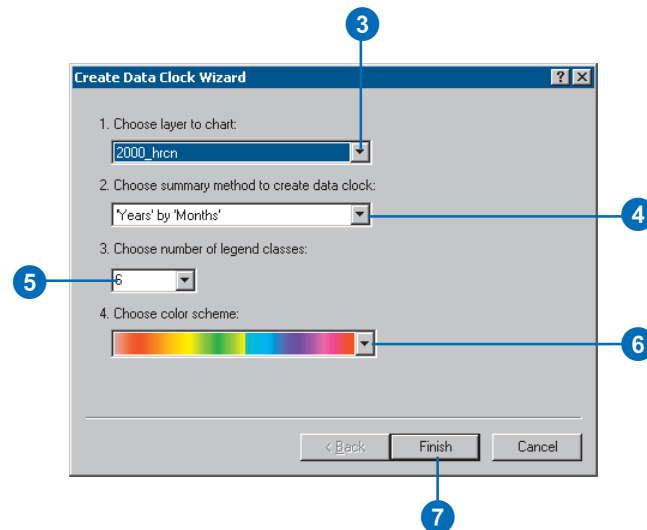 3
Create Data Clock Wizard
? X
1. Choose layer to chart:
2000_hrcn
2. Choose summary method to create data clock:
'Years' by 'Months'
4
3. Choose number of legend classes:
5
6
4. Choose color scheme:
6
< Back
Finish
Cancel
7